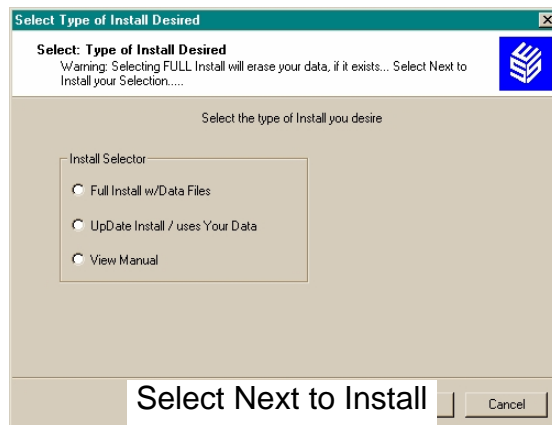 Select Type of Install Desired
Select: Type of Install Desired
Warning: Selecting FULL Install will erase your data, if it exists... Select Next to
Install your Selection.....
Select the type of Install you desire
Install Selector
Full Install w/Data Files
UpDate Install / uses Your Data
View Manual
Select Next to Install
Cancel